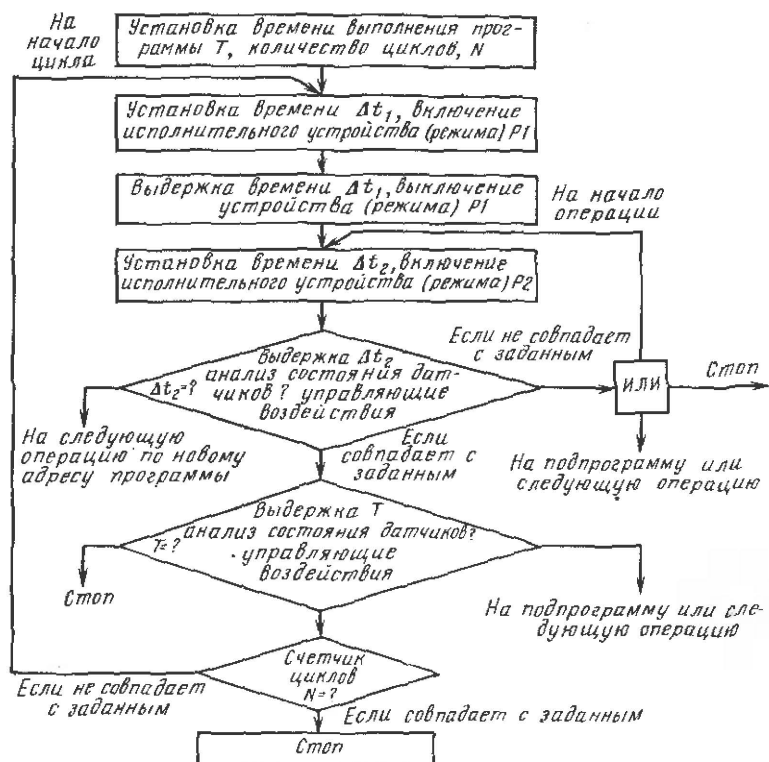 На
начало
цикла
Установка времени выполнения прог-
раммы T, количество циклов, N
Установка времени Δt₁, включение
исполнительного устройства (режима) P1
Выдержка времени Δt₁, выключение
устройства (режима) P1
На начало
операции
Установка времени Δt₂, включение
исполнительного устройства (режима) P2
Если не совпадает
с заданным
Выдержка Δt₂
анализ состояния дат-
Δt₂=? чиков? управляющие
воздействия
ИЛИ
Стоп
На следующую
операцию по новому
адресу программы
Если
совпадает с
заданным
На подпрограмму или
следующую операцию
Выдержка T
анализ состояния датчиков?
T=? управляющие
воздействия
Стоп
На подпрограмму или сле-
дующую операцию
Счетчик
циклов
N=?
Если не совпадает
с заданным
Если совпадает с заданным
Стоп